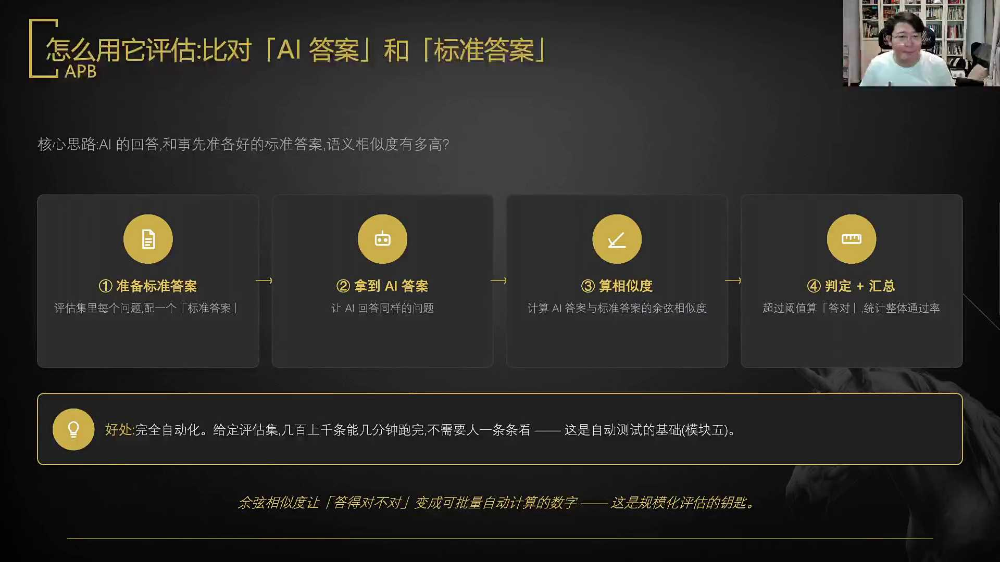 怎么用它评估:比对「AI 答案」和「标准答案」
APB
核心思路:AI 的回答,和事先准备好的标准答案,语义相似度有多高?
① 准备标准答案
评估集里每个问题,配一个「标准答案」
② 拿到 AI 答案
让 AI 回答同样的问题
③ 算相似度
计算 AI 答案与标准答案的余弦相似度
④ 判定 + 汇总
超过阈值算「答对」,统计整体通过率
好处:完全自动化。给定评估集,几百上千条能几分钟跑完,不需要人一条条看 —— 这是自动测试的基础(模块五)。
余弦相似度让「答得对不对」变成可批量自动计算的数字 —— 这是规模化评估的钥匙。